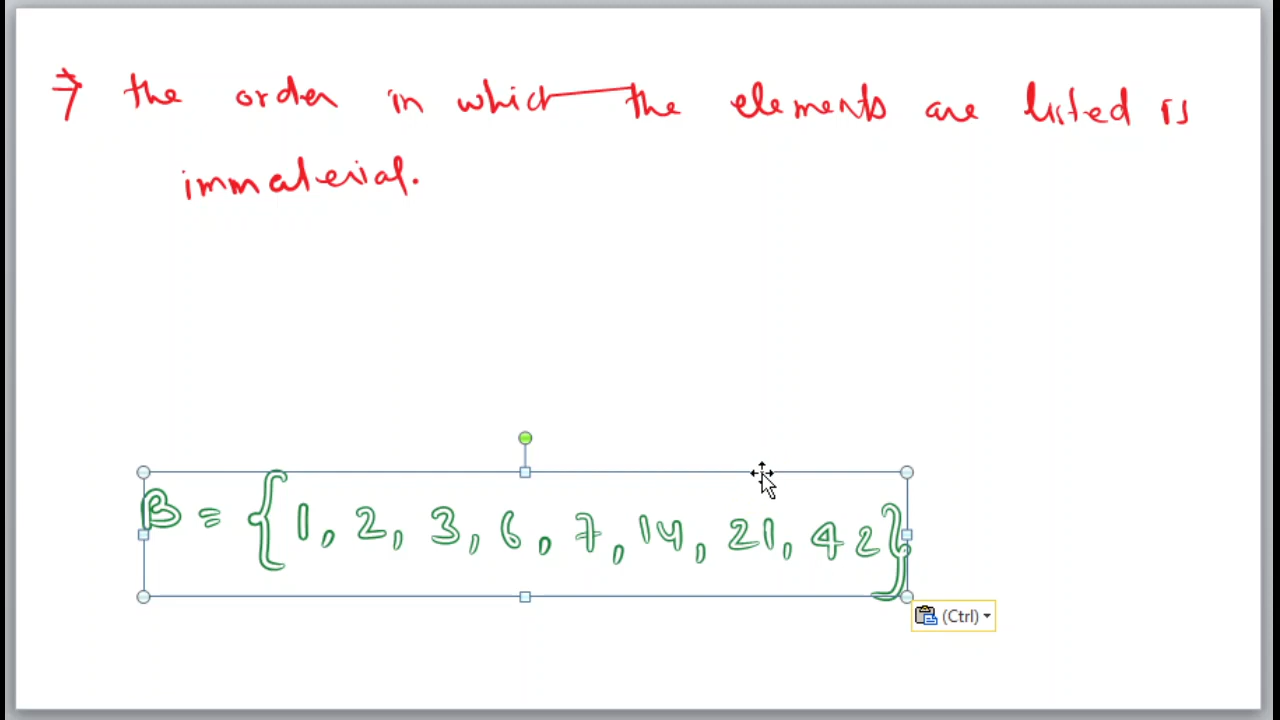 → the order in which the elements are listed is
immaterial.
B = {1, 2, 3, 6, 7, 14, 21, 42}
(Ctrl)